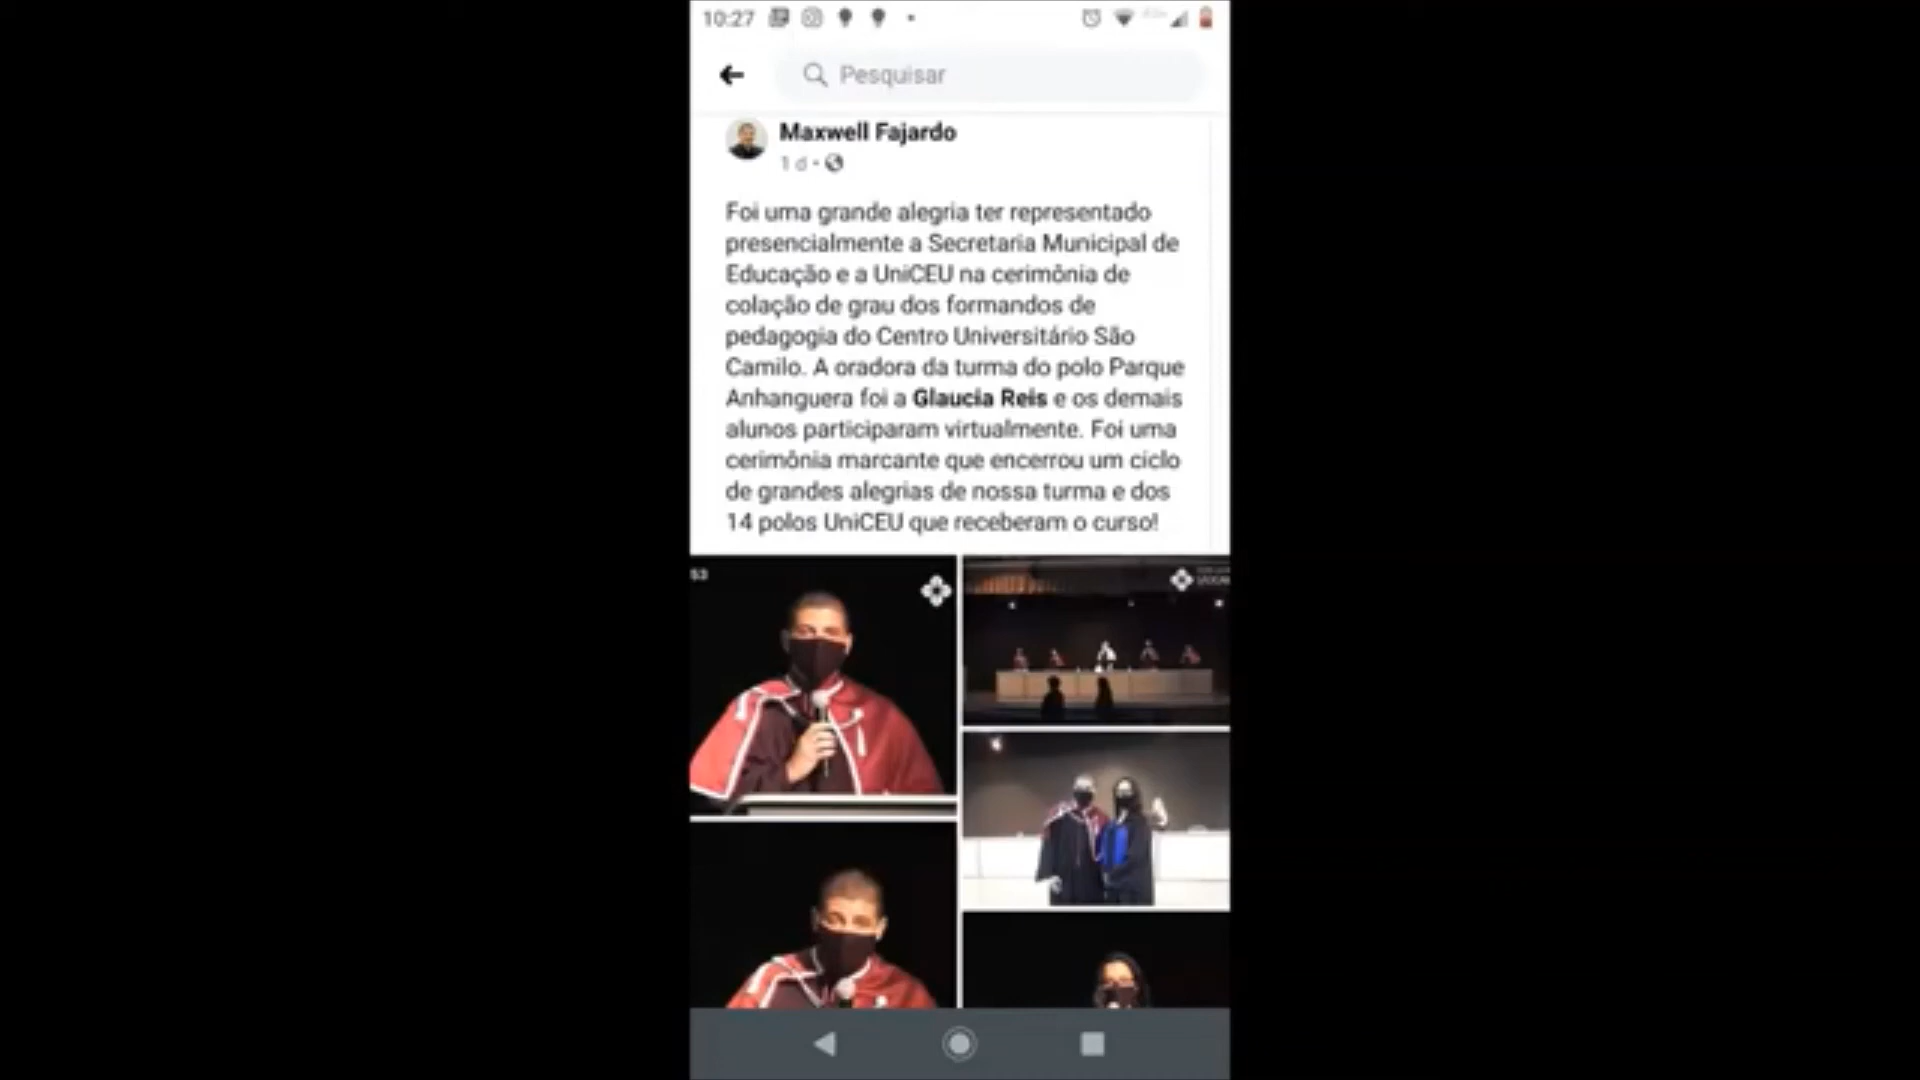 10:27
Pesquisar
Maxwell Fajardo
1 d •
Foi uma grande alegria ter representado
presencialmente a Secretaria Municipal de
Educação e a UniCEU na cerimônia de
colação de grau dos formandos de
pedagogia do Centro Universitário São
Camilo. A oradora da turma do polo Parque
Anhanguera foi a Glaucia Reis e os demais
alunos participaram virtualmente. Foi uma
cerimônia marcante que encerrou um ciclo
de grandes alegrias de nossa turma e dos
14 polos UniCEU que receberam o curso!
53